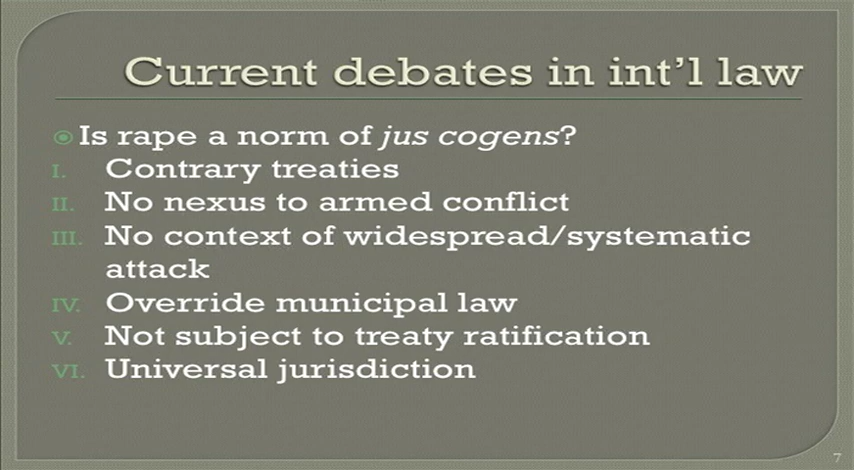 Current debates in int'l law
Is rape a norm of jus cogens?
I. Contrary treaties
II. No nexus to armed conflict
III. No context of widespread/systematic
attack
IV. Override municipal law
V. Not subject to treaty ratification
VI. Universal jurisdiction
7